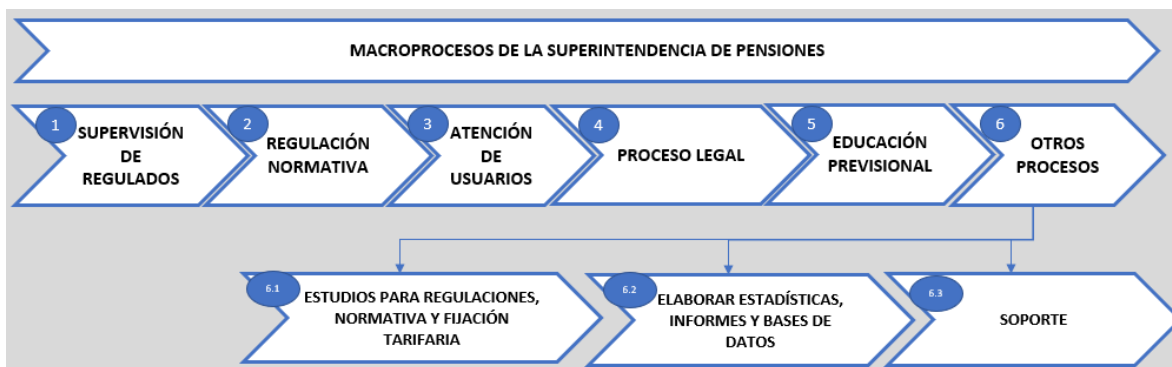 MACROPROCESOS DE LA SUPERINTENDENCIA DE PENSIONES
1
SUPERVISIÓN
DE
REGULADOS
2
REGULACIÓN
NORMATIVA
3
ATENCIÓN
DE
USUARIOS
4
PROCESO LEGAL
5
EDUCACIÓN
PREVISIONAL
6
OTROS
PROCESOS
6.1
ESTUDIOS PARA REGULACIONES,
NORMATIVA Y FIJACIÓN
TARIFARIA
6.2
ELABORAR ESTADÍSTICAS,
INFORMES Y BASES DE
DATOS
6.3
SOPORTE